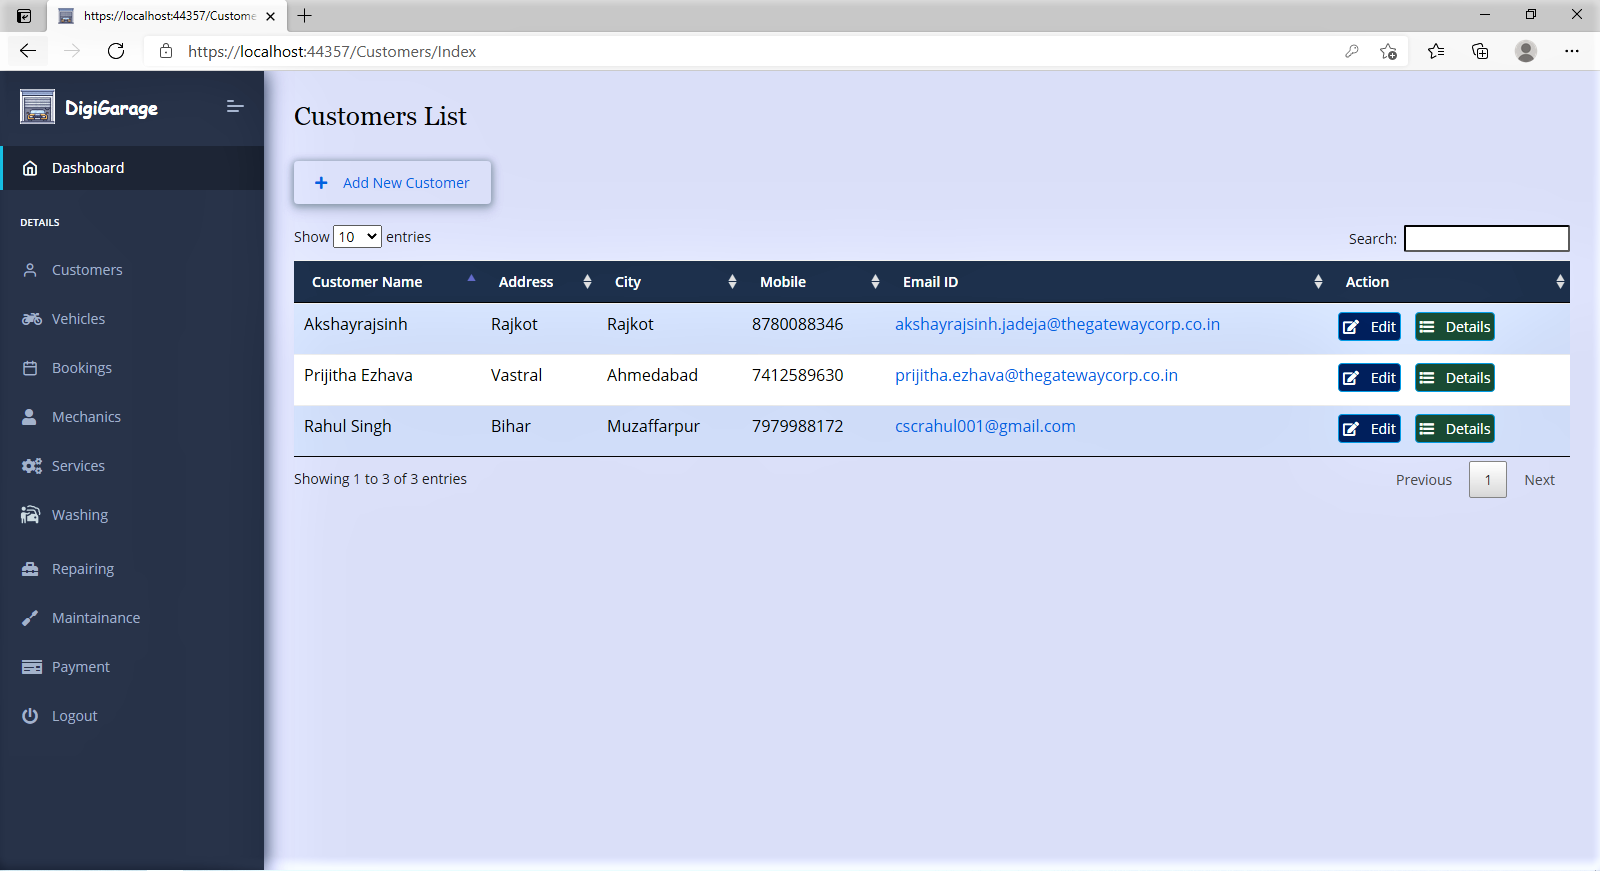 https://localhost:44357/Custome
https://localhost:44357/Customers/Index
DigiGarage
Dashboard
DETAILS
Customers
Vehicles
Bookings
Mechanics
Services
Washing
Repairing
Maintainance
Payment
Logout
Customers List
Add New Customer
Show 10 entries
Search:
Customer Name Address City Mobile Email ID Action
Akshayrajsinh Rajkot Rajkot 8780088346 akshayrajsinh.jadeja@thegatewaycorp.co.in Edit Details
Prijitha Ezhava Vastral Ahmedabad 7412589630 prijitha.ezhava@thegatewaycorp.co.in Edit Details
Rahul Singh Bihar Muzaffarpur 7979988172 cscrahul001@gmail.com Edit Details
Showing 1 to 3 of 3 entries
Previous 1 Next